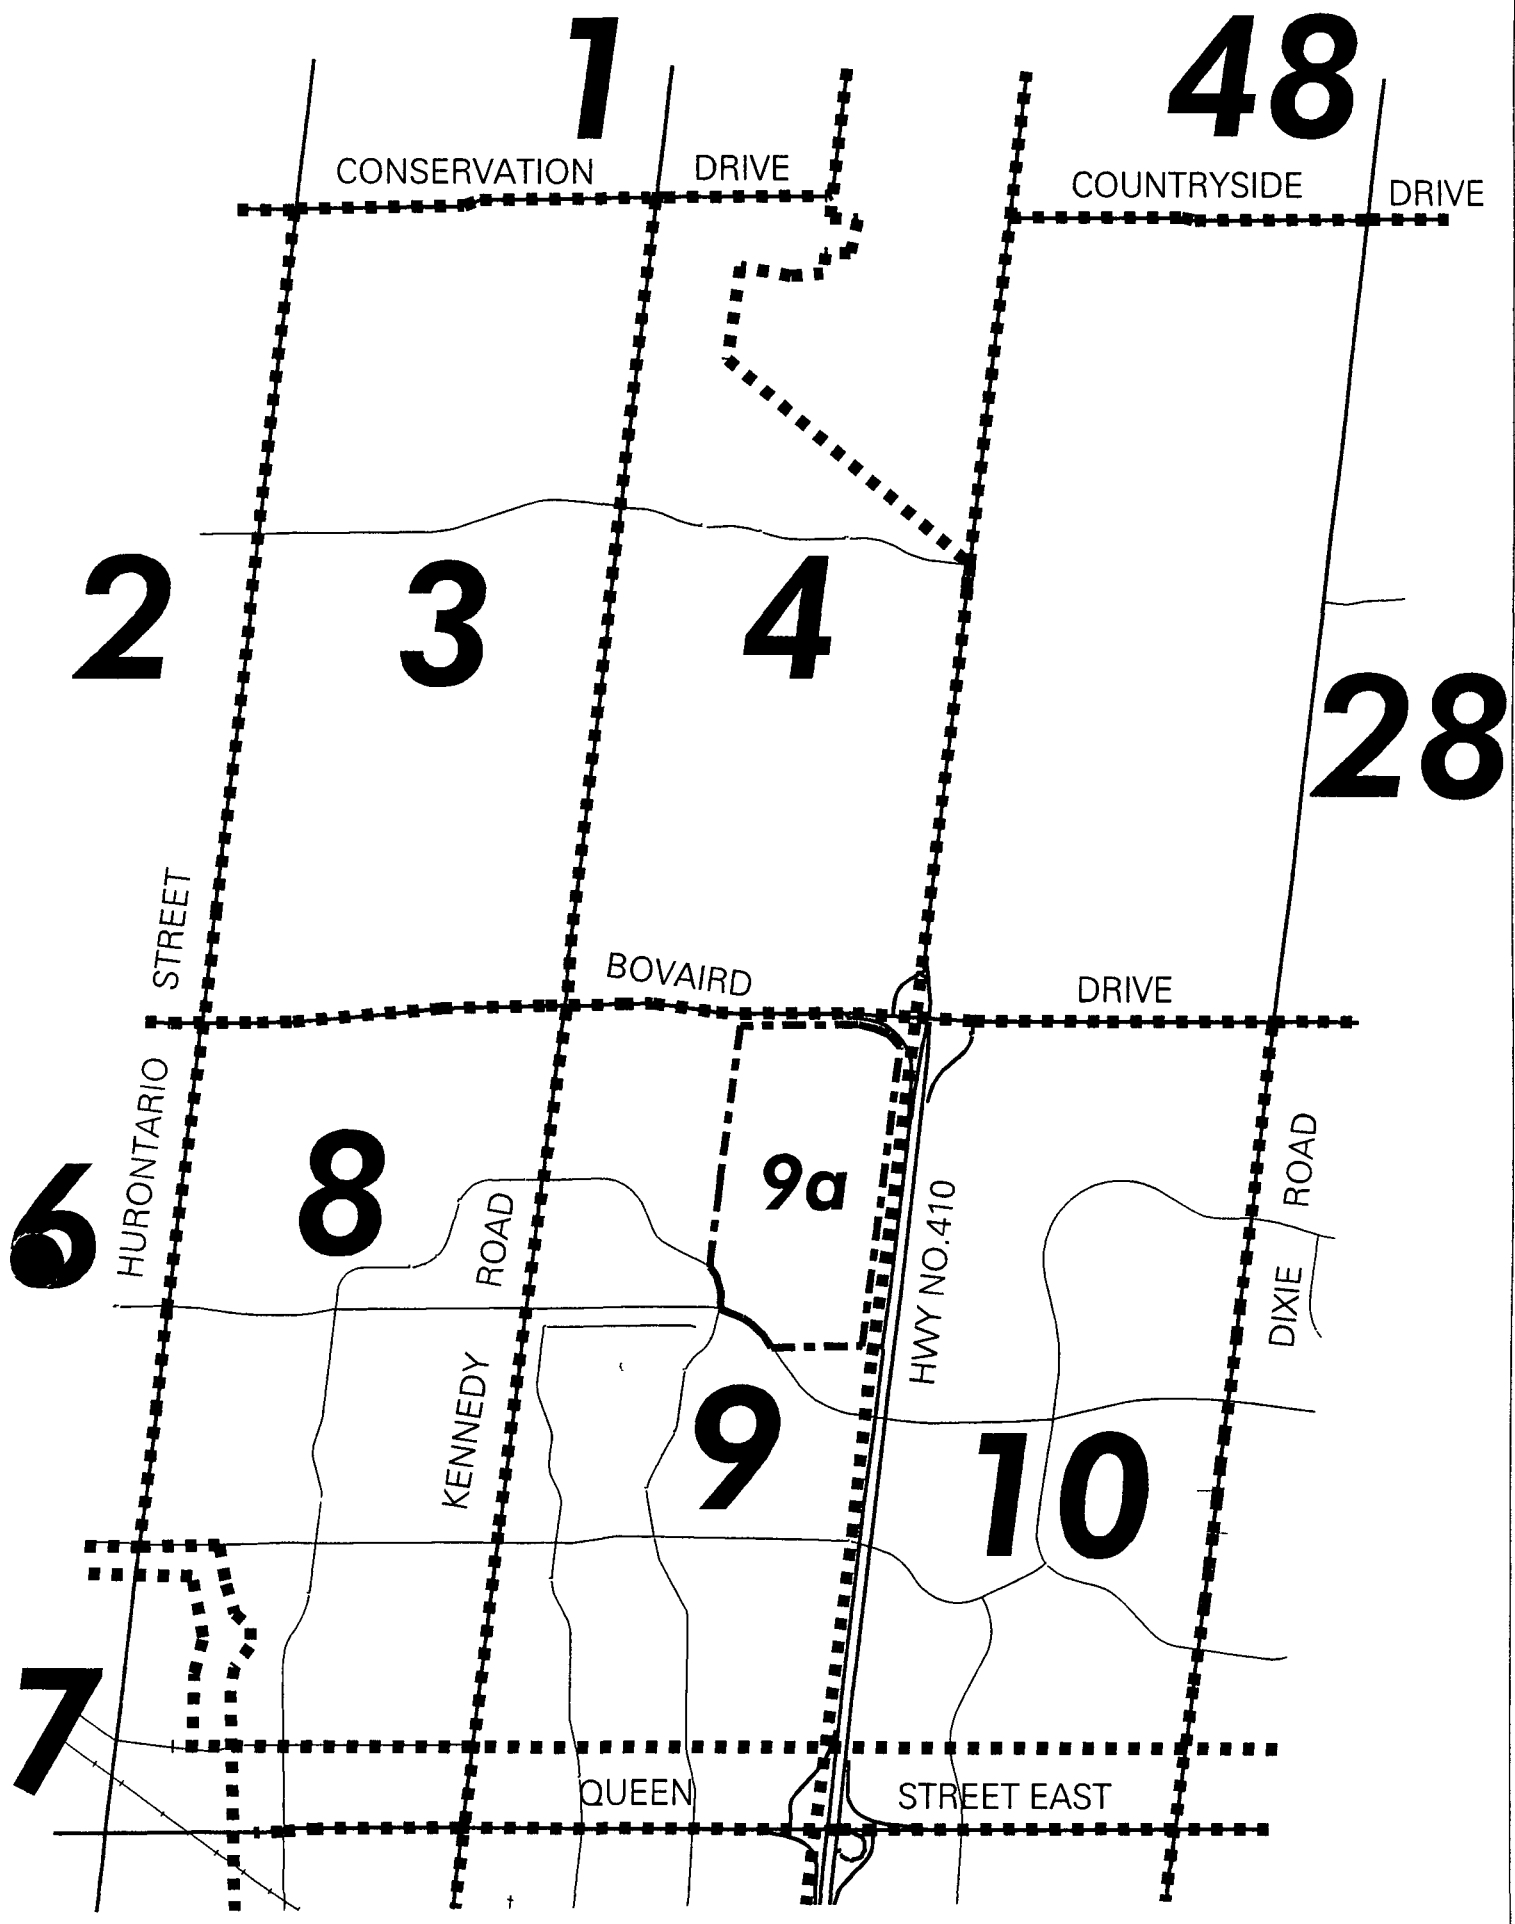 1
48
CONSERVATION DRIVE
COUNTRYSIDE DRIVE
2
3
4
28
HURONTARIO STREET
BOVAIRD DRIVE
6
8
KENNEDY ROAD
9a
HWY NO.410
DIXIE ROAD
9
10
7
QUEEN STREET EAST